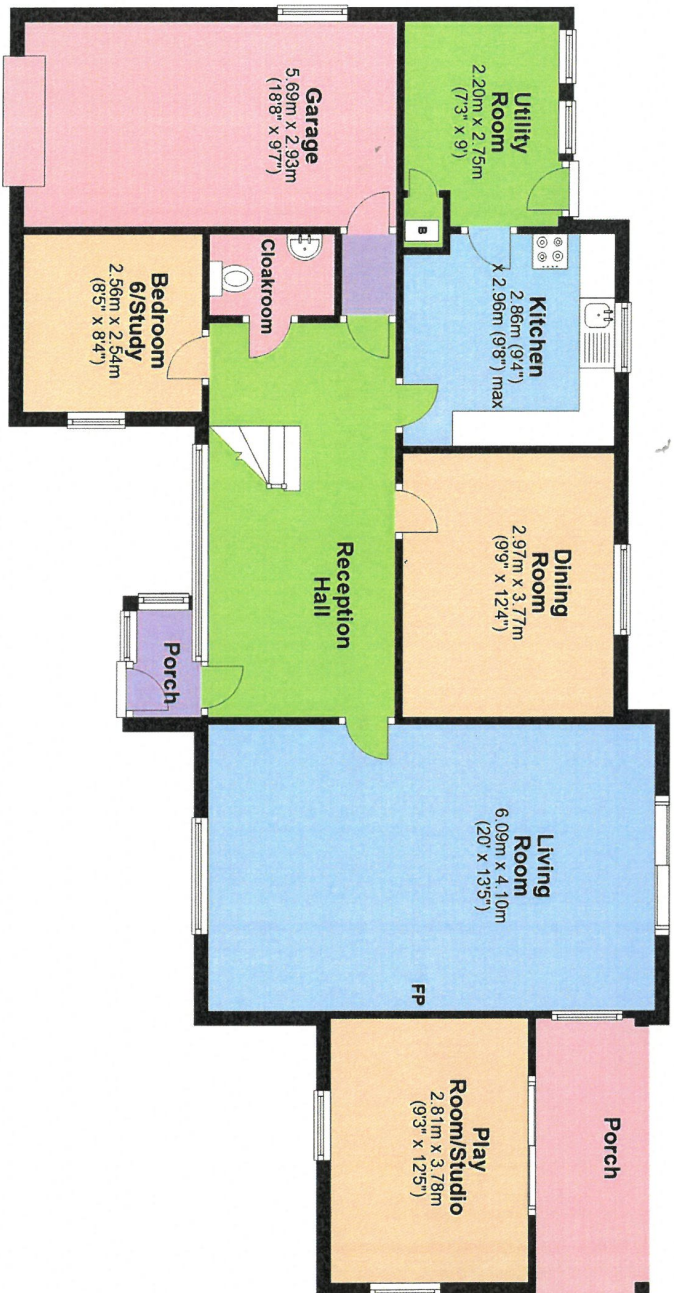 Utility
Room
2.20m x 2.75m
(7'3" x 9')
Garage
5.69m x 2.93m
(18'8" x 9'7")
B
Kitchen
2.86m (9'4")
x 2.96m (9'8") max
Cloakroom
Bedroom
6/Study
2.56m x 2.54m
(8'5" x 8'4")
Dining
Room
2.97m x 3.77m
(9'9" x 12'4")
Reception
Hall
Porch
Living
Room
6.09m x 4.10m
(20' x 13'5")
FP
Porch
Play
Room/Studio
2.81m x 3.78m
(9'3" x 12'5")